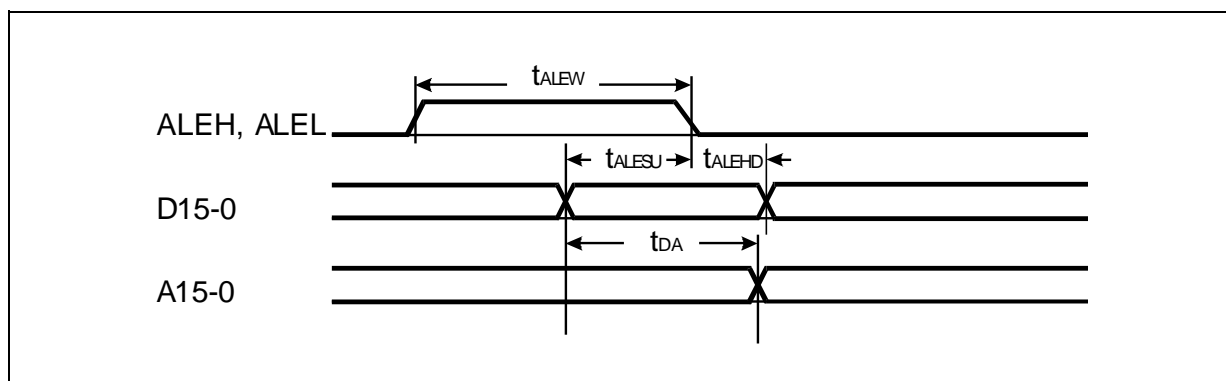 tALEW
ALEH, ALEL
tALESU tALEHD
D15-0
tDA
A15-0